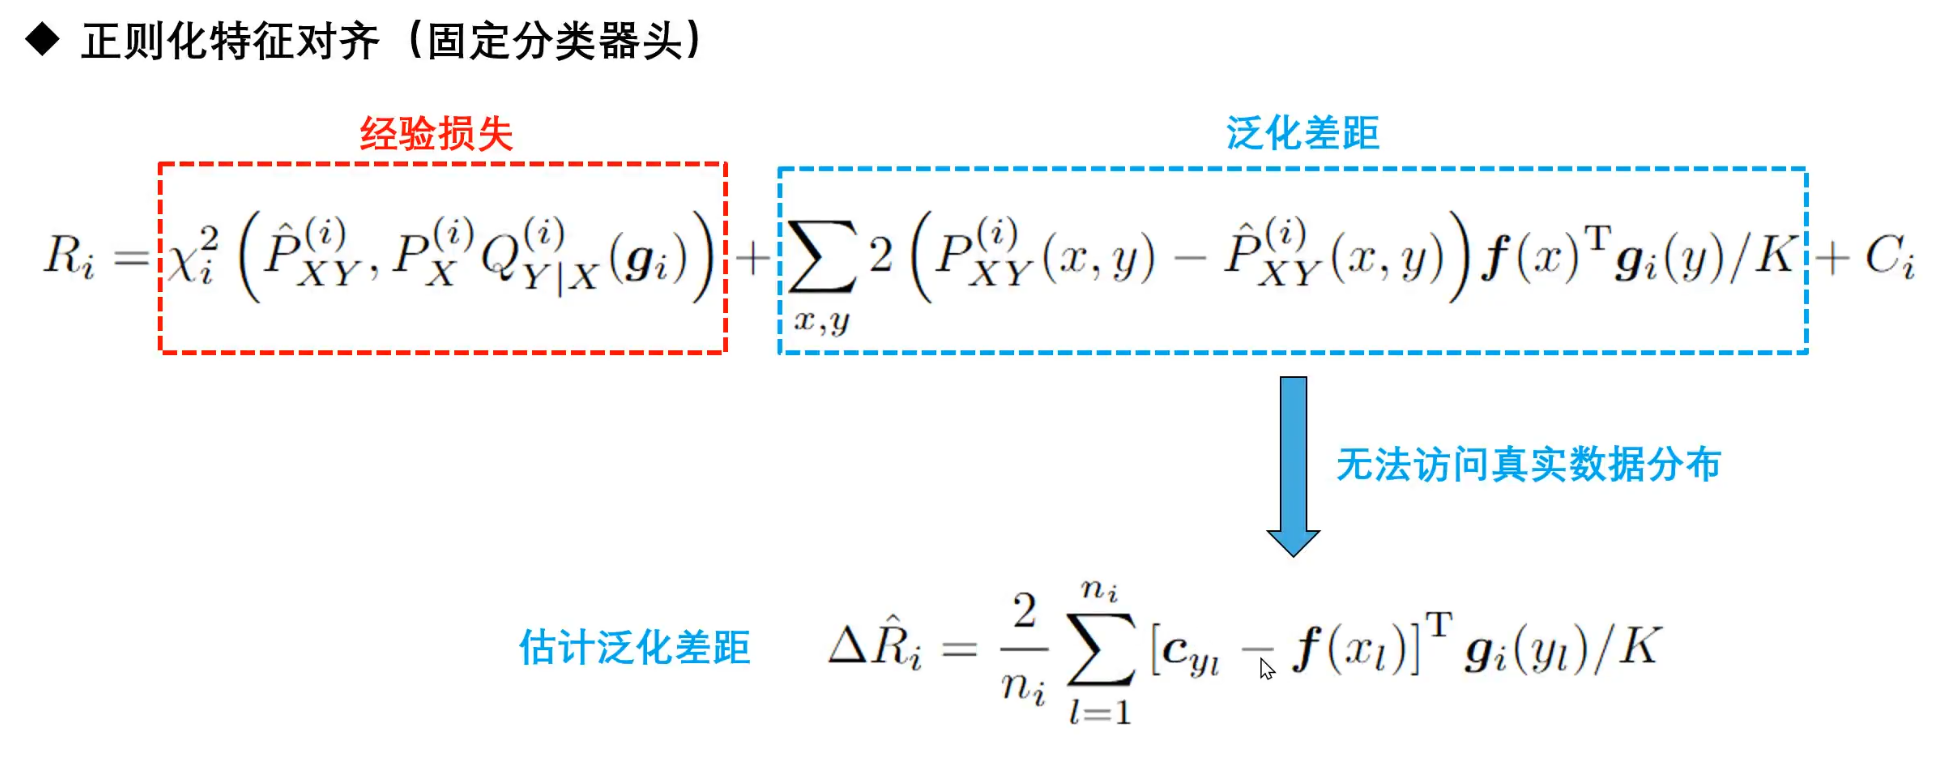 ◆ 正则化特征对齐（固定分类器头）
经验损失
泛化差距
$R_i = \chi_i^2 \left( \hat{P}_{XY}^{(i)}, P_X^{(i)} Q_{Y|X}^{(i)}(\boldsymbol{g}_i) \right) + \sum_{x,y} 2 \left( P_{XY}^{(i)}(x,y) - \hat{P}_{XY}^{(i)}(x,y) \right) \boldsymbol{f}(x)^{\mathrm{T}} \boldsymbol{g}_i(y)/K + C_i$
无法访问真实数据分布
估计泛化差距 $\Delta \hat{R}_i = \frac{2}{n_i} \sum_{l=1}^{n_i} [\boldsymbol{c}_{y_l} - \boldsymbol{f}(x_l)]^{\mathrm{T}} \boldsymbol{g}_i(y_l)/K$